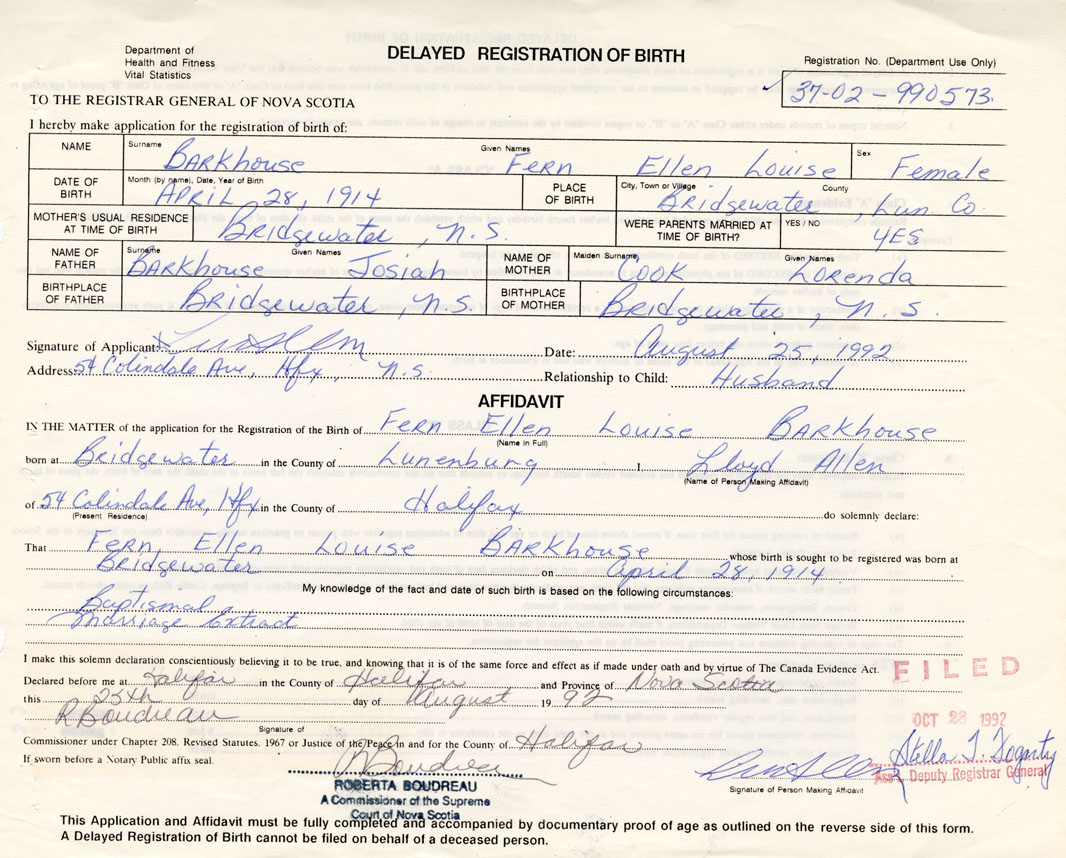 DELAYED REGISTRATION OF BIRTH
Department of
Health and Fitness
Vital Statistics
Registration No. (Department Use Only)
37-02-990573
TO THE REGISTRAR GENERAL OF NOVA SCOTIA
I hereby make application for the registration of birth of:
NAME Surname BARKHOUSE Given Names FERN Ellen Louise Sex Female
DATE OF BIRTH Month (by name), Date, Year of Birth APRIL 28, 1914 PLACE OF BIRTH City, Town or Village Bridgewater County , Lun. Co.
MOTHER'S USUAL RESIDENCE AT TIME OF BIRTH Bridgewater, N.S. WERE PARENTS MARRIED AT TIME OF BIRTH? YES / NO YES
NAME OF FATHER Surname BARKhouse Given Names Josiah NAME OF MOTHER Maiden Surname COOK Given Names Korenda
BIRTHPLACE OF FATHER Bridgewater, N.S. BIRTHPLACE OF MOTHER Bridgewater, N.S.
Signature of Applicant: Date: August 25, 1992
Address: 54 Colindale Ave, Hfx, N.S. Relationship to Child: Husband
AFFIDAVIT
IN THE MATTER of the application for the Registration of the Birth of Fern Ellen Louise BARKHOUSE
(Name in Full)
born at Bridgewater in the County of Lunenburg I, Lloyd Allen
(Name of Person Making Affidavit)
of 54 Colindale Ave, Hfx in the County of Halifax do solemnly declare:
(Present Residence)
That Fern Ellen Louise BARKHOUSE whose birth is sought to be registered was born at
Bridgewater on April 28, 1914
My knowledge of the fact and date of such birth is based on the following circumstances:
Baptismal
Marriage Extract
I make this solemn declaration conscientiously believing it to be true, and knowing that it is of the same force and effect as if made under oath and by virtue of The Canada Evidence Act.
Declared before me at Halifax in the County of Halifax and Province of Nova Scotia
this 25th day of August 1992
R Boudreau
Signature of
Commissioner under Chapter 208. Revised Statutes. 1967 or Justice of the Peace in and for the County of Halifax
If sworn before a Notary Public affix seal.
R Boudreau
ROBERTA BOUDREAU
A Commissioner of the Supreme
Court of Nova Scotia
Signature of Person Making Affidavit
FILED
OCT 28 1992
Stella T. Fogarty
Ass't. Deputy Registrar General
This Application and Affidavit must be fully completed and accompanied by documentary proof of age as outlined on the reverse side of this form.
A Delayed Registration of Birth cannot be filed on behalf of a deceased person.